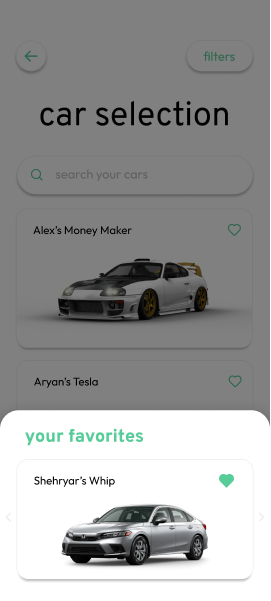 filters
car selection
search your cars
Alex's Money Maker
Aryan's Tesla
your favorites
Shehryar's Whip